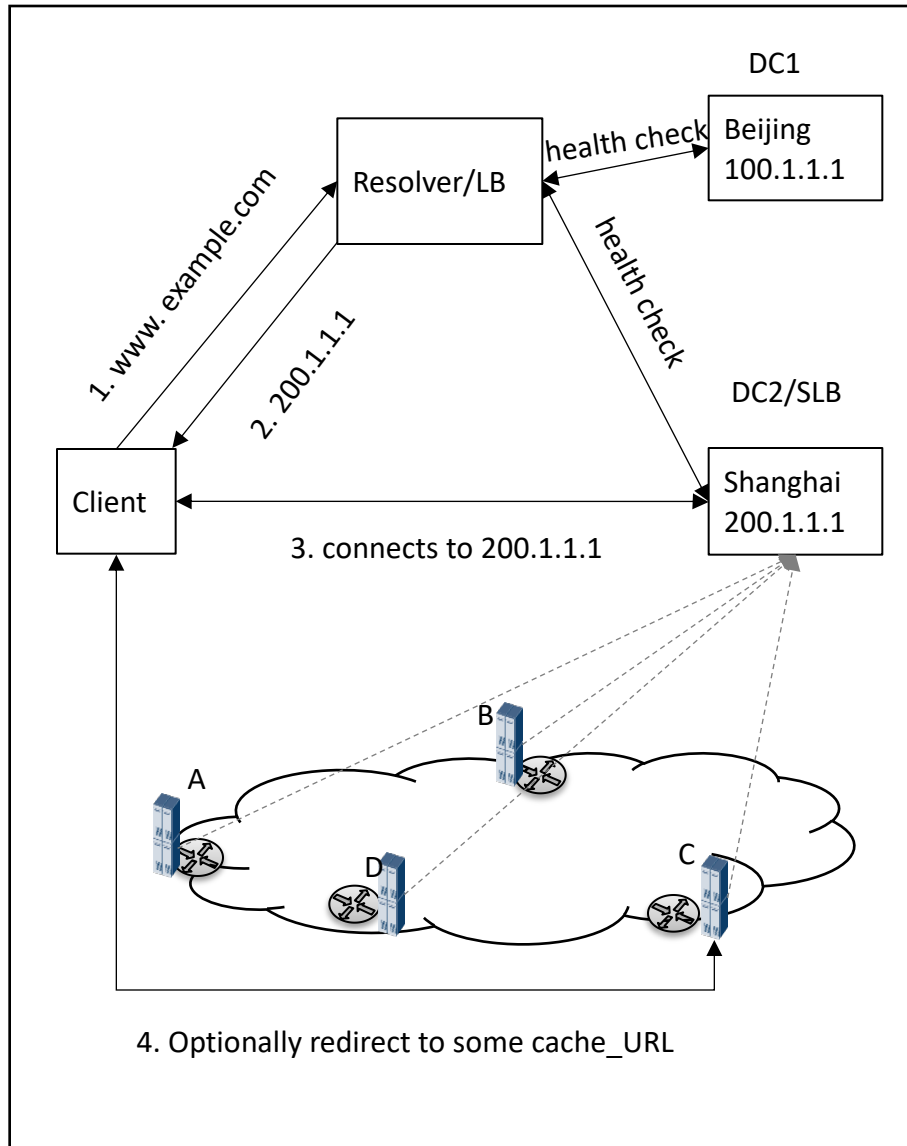 DC1
Beijing
100.1.1.1
health check
Resolver/LB
health check
1. www. example.com
2. 200.1.1.1
DC2/SLB
Client
Shanghai
200.1.1.1
3. connects to 200.1.1.1
B
A
D
C
4. Optionally redirect to some cache_URL